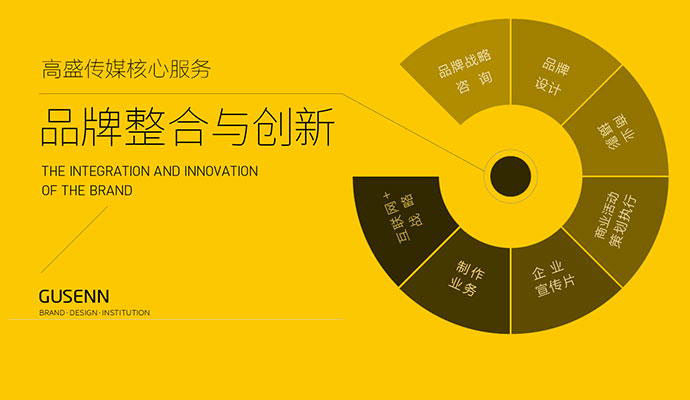 高盛传媒核心服务
品牌整合与创新
THE INTEGRATION AND INNOVATION
OF THE BRAND
GUSENN
BRAND·DESIGN·INSTITUTION
品牌战略
咨 询
品牌
设计
商业
摄影
商业活动
策划执行
企 业
宣传片
制作
业务
互联网+
战 略